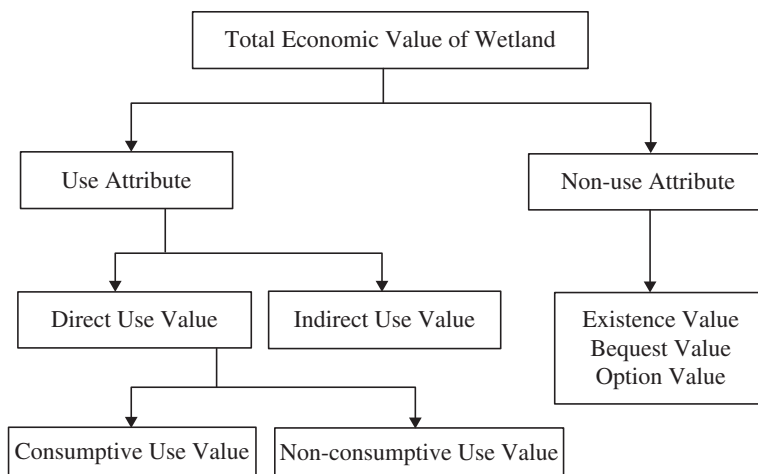 Total Economic Value of Wetland
Use Attribute
Non-use Attribute
Direct Use Value
Indirect Use Value
Existence Value
Bequest Value
Option Value
Consumptive Use Value
Non-consumptive Use Value